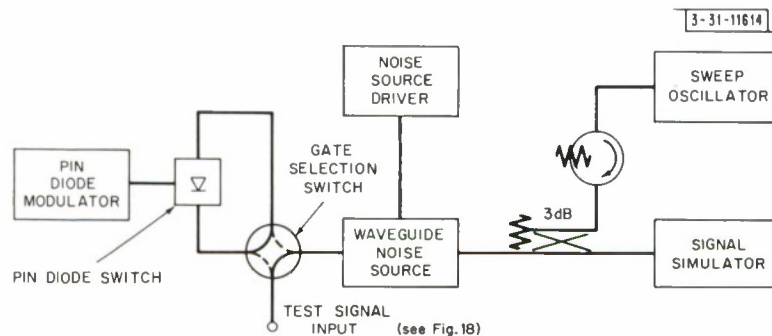 3-31-11614
SWEEP
OSCILLATOR
NOISE
SOURCE
DRIVER
GATE
SELECTION
SWITCH
PIN
DIODE
MODULATOR
3dB
WAVEGUIDE
NOISE
SOURCE
SIGNAL
SIMULATOR
PIN DIODE SWITCH
TEST SIGNAL
INPUT
(see Fig.18)